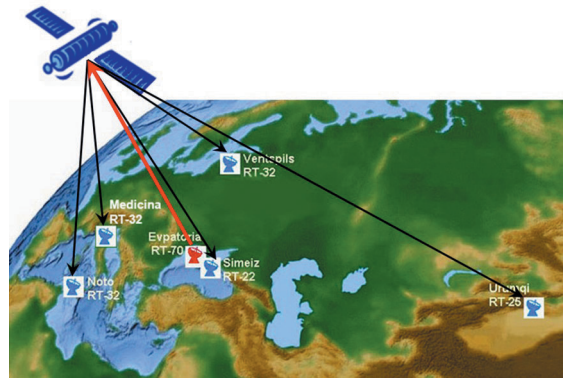 Ventspils
RT-32
Medicina
RT-32
Evpatoria
RT-70
Simeiz
RT-22
Noto
RT-32
Urumqi
RT-25